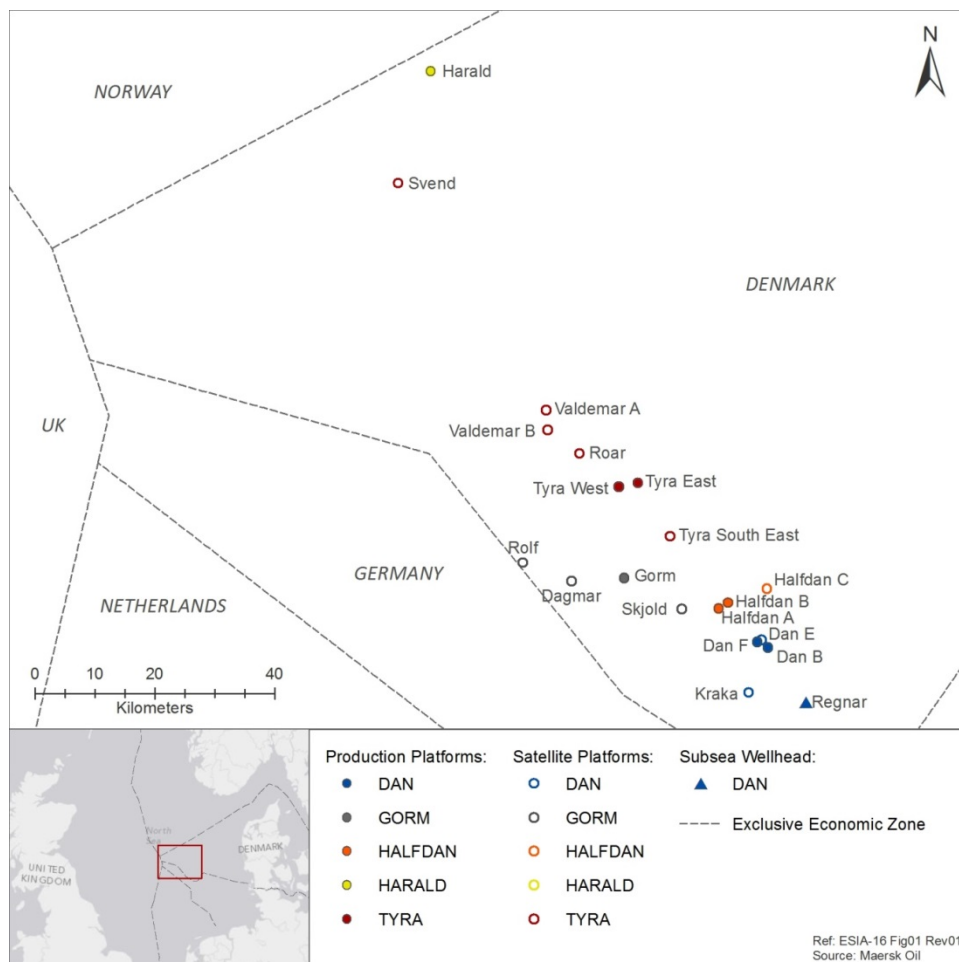 N
Harald
NORWAY
Svend
DENMARK
Valdemar A
UK
Valdemar B
Roar
Tyra West
Tyra East
Tyra South East
Rolf
GERMANY
Gorm
Dagmar
Halfdan C
NETHERLANDS
Skjold
Halfdan B
Halfdan A
Dan E
Dan F
Dan B
0 10 20 40
Kilometers
Kraka
Regnar
North
Sea
DENMARK
UNITED
KINGDOM
Production Platforms:
DAN
GORM
HALFDAN
HARALD
TYRA
Satellite Platforms:
DAN
GORM
HALFDAN
HARALD
TYRA
Subsea Wellhead:
DAN
Exclusive Economic Zone
Ref: ESIA-16 Fig01 Rev01
Source: Maersk Oil